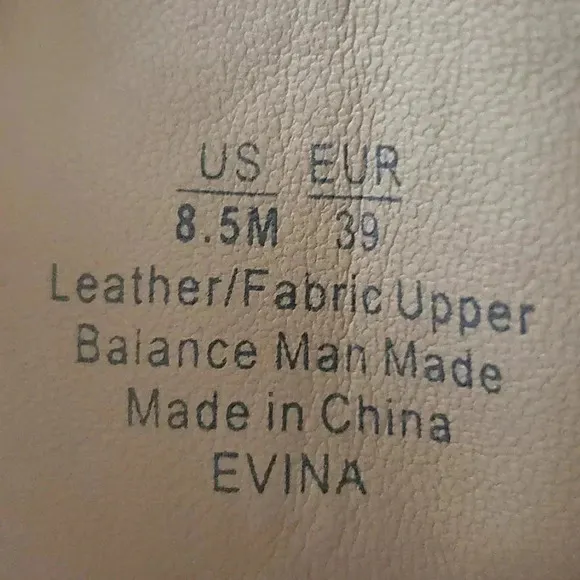 US EUR
8.5M 39
Leather/Fabric Upper
Balance Man Made
Made in China
EVINA